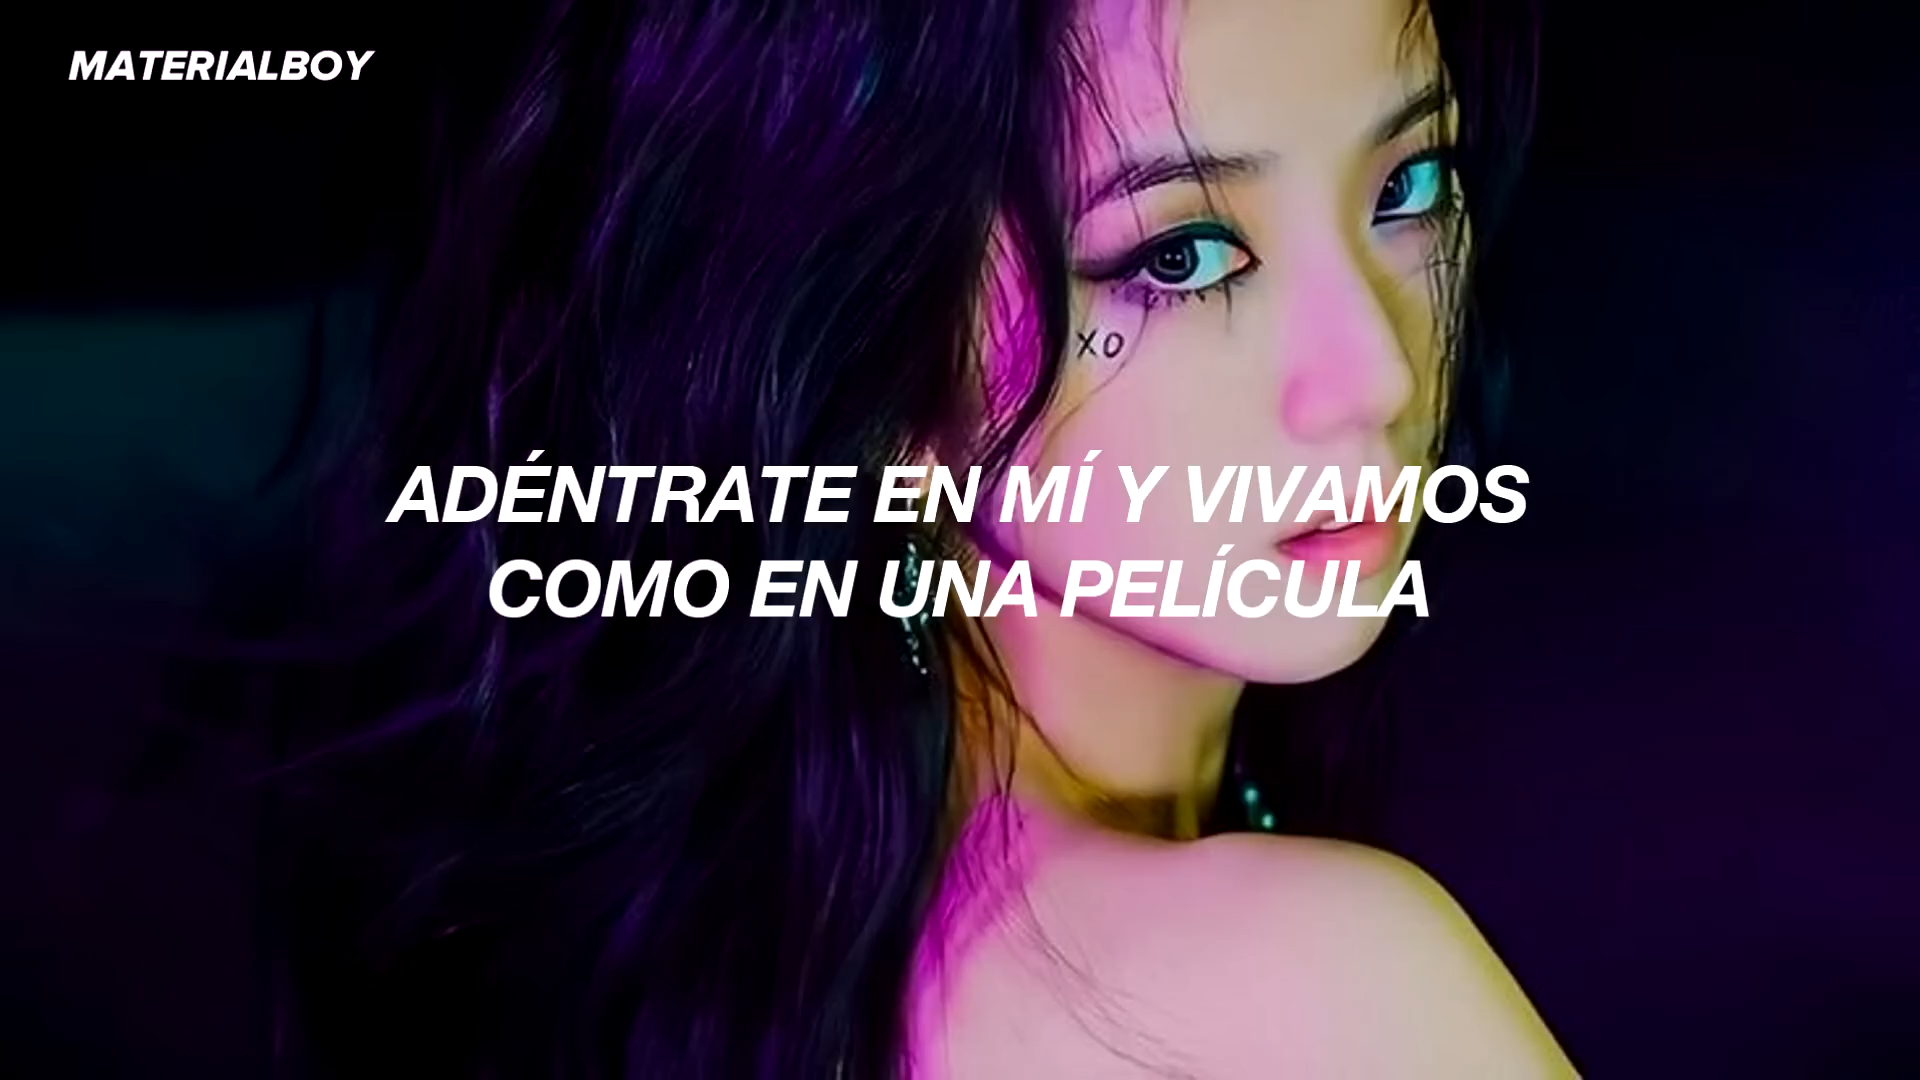 MATERIALBOY
XO
ADÉNTRATE EN MÍ Y VIVAMOS
COMO EN UNA PELÍCULA